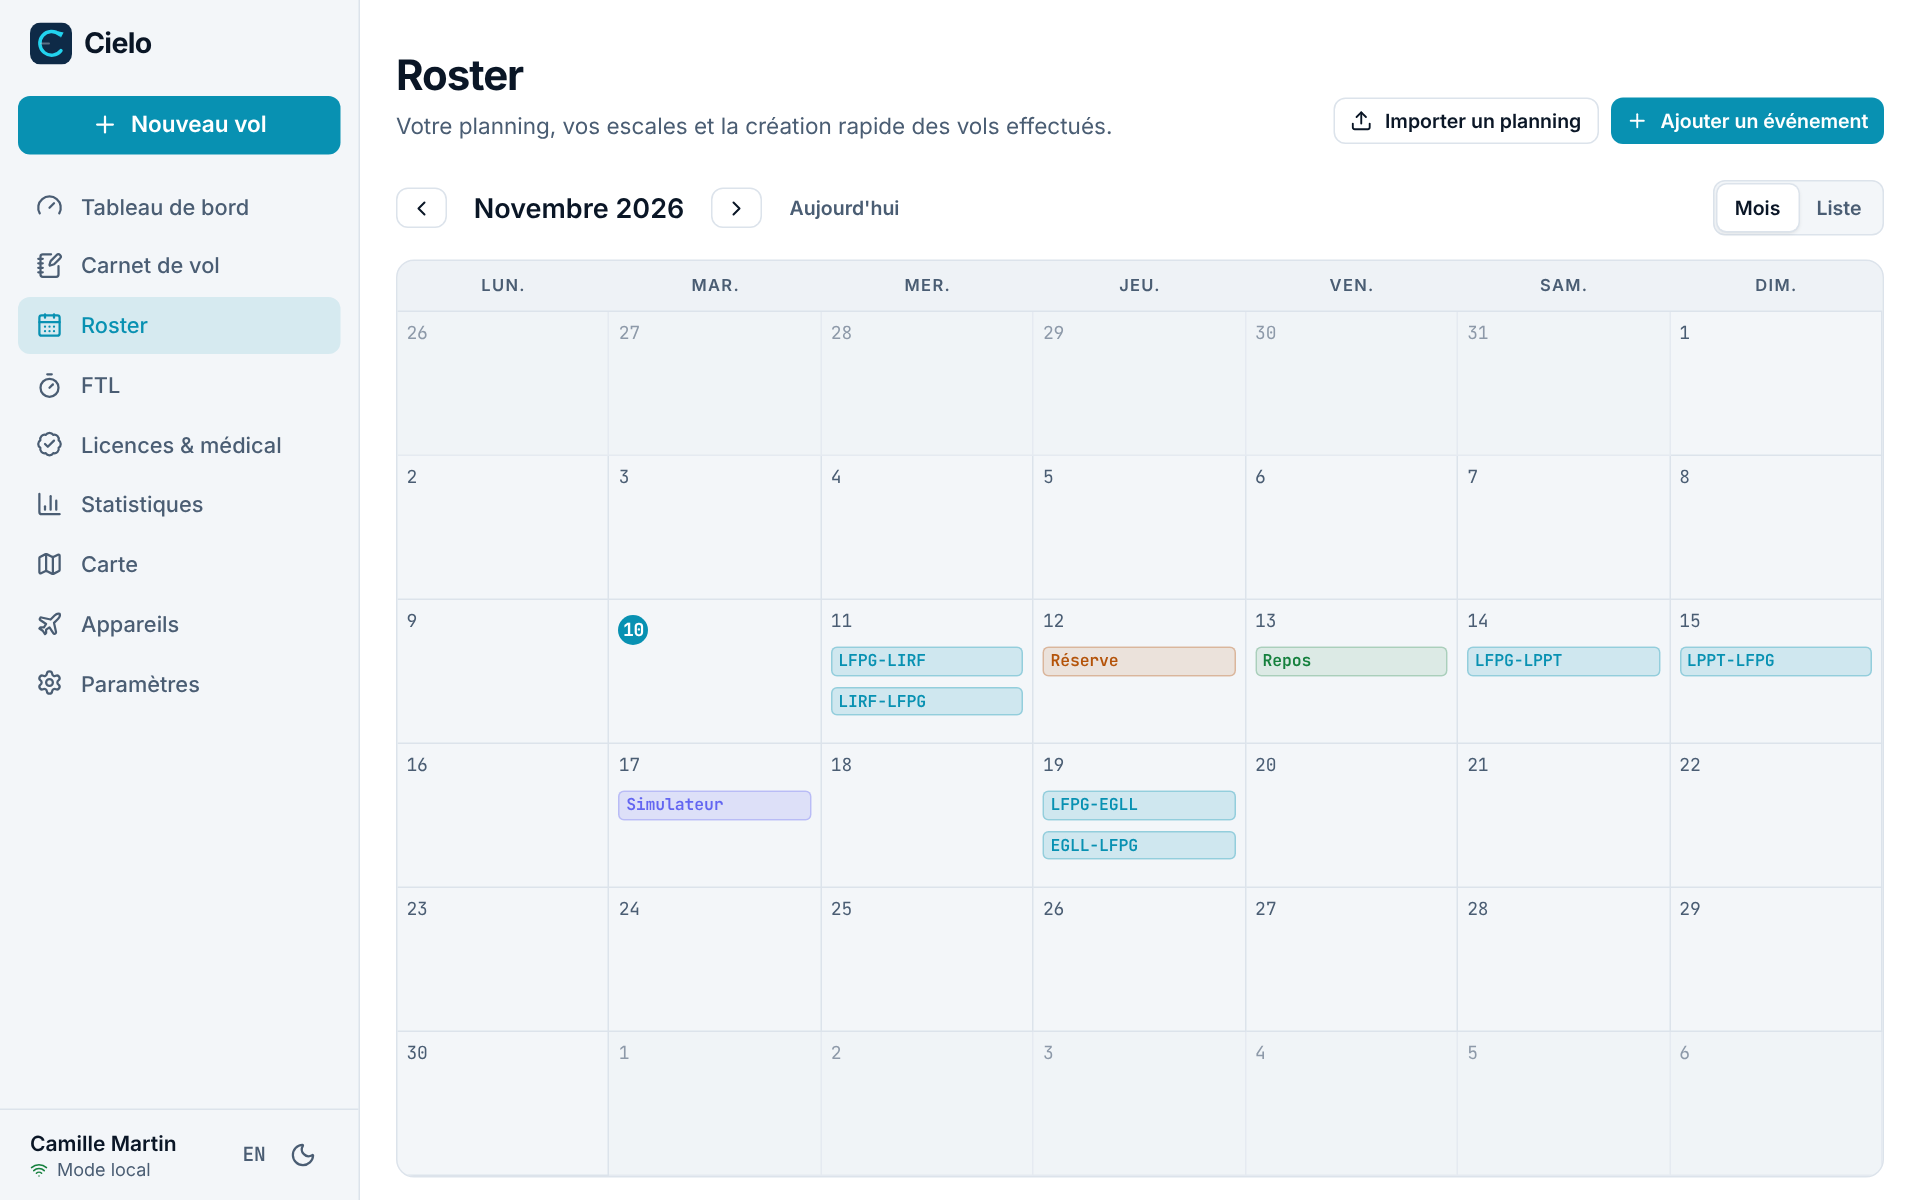 Cielo
Nouveau vol
Tableau de bord
Carnet de vol
Roster
FTL
Licences & médical
Statistiques
Carte
Appareils
Paramètres
Camille Martin
Mode local
EN
Roster
Votre planning, vos escales et la création rapide des vols effectués.
Importer un planning
Ajouter un événement
Novembre 2026
Aujourd'hui
Mois
Liste
LUN. MAR. MER. JEU. VEN. SAM. DIM.
26 27 28 29 30 31 1
2 3 4 5 6 7 8
9 10 11 12 13 14 15
LFPG-LIRF Réserve Repos LFPG-LPPT LPPT-LFPG
LIRF-LFPG
16 17 18 19 20 21 22
Simulateur LFPG-EGLL
EGLL-LFPG
23 24 25 26 27 28 29
30 1 2 3 4 5 6